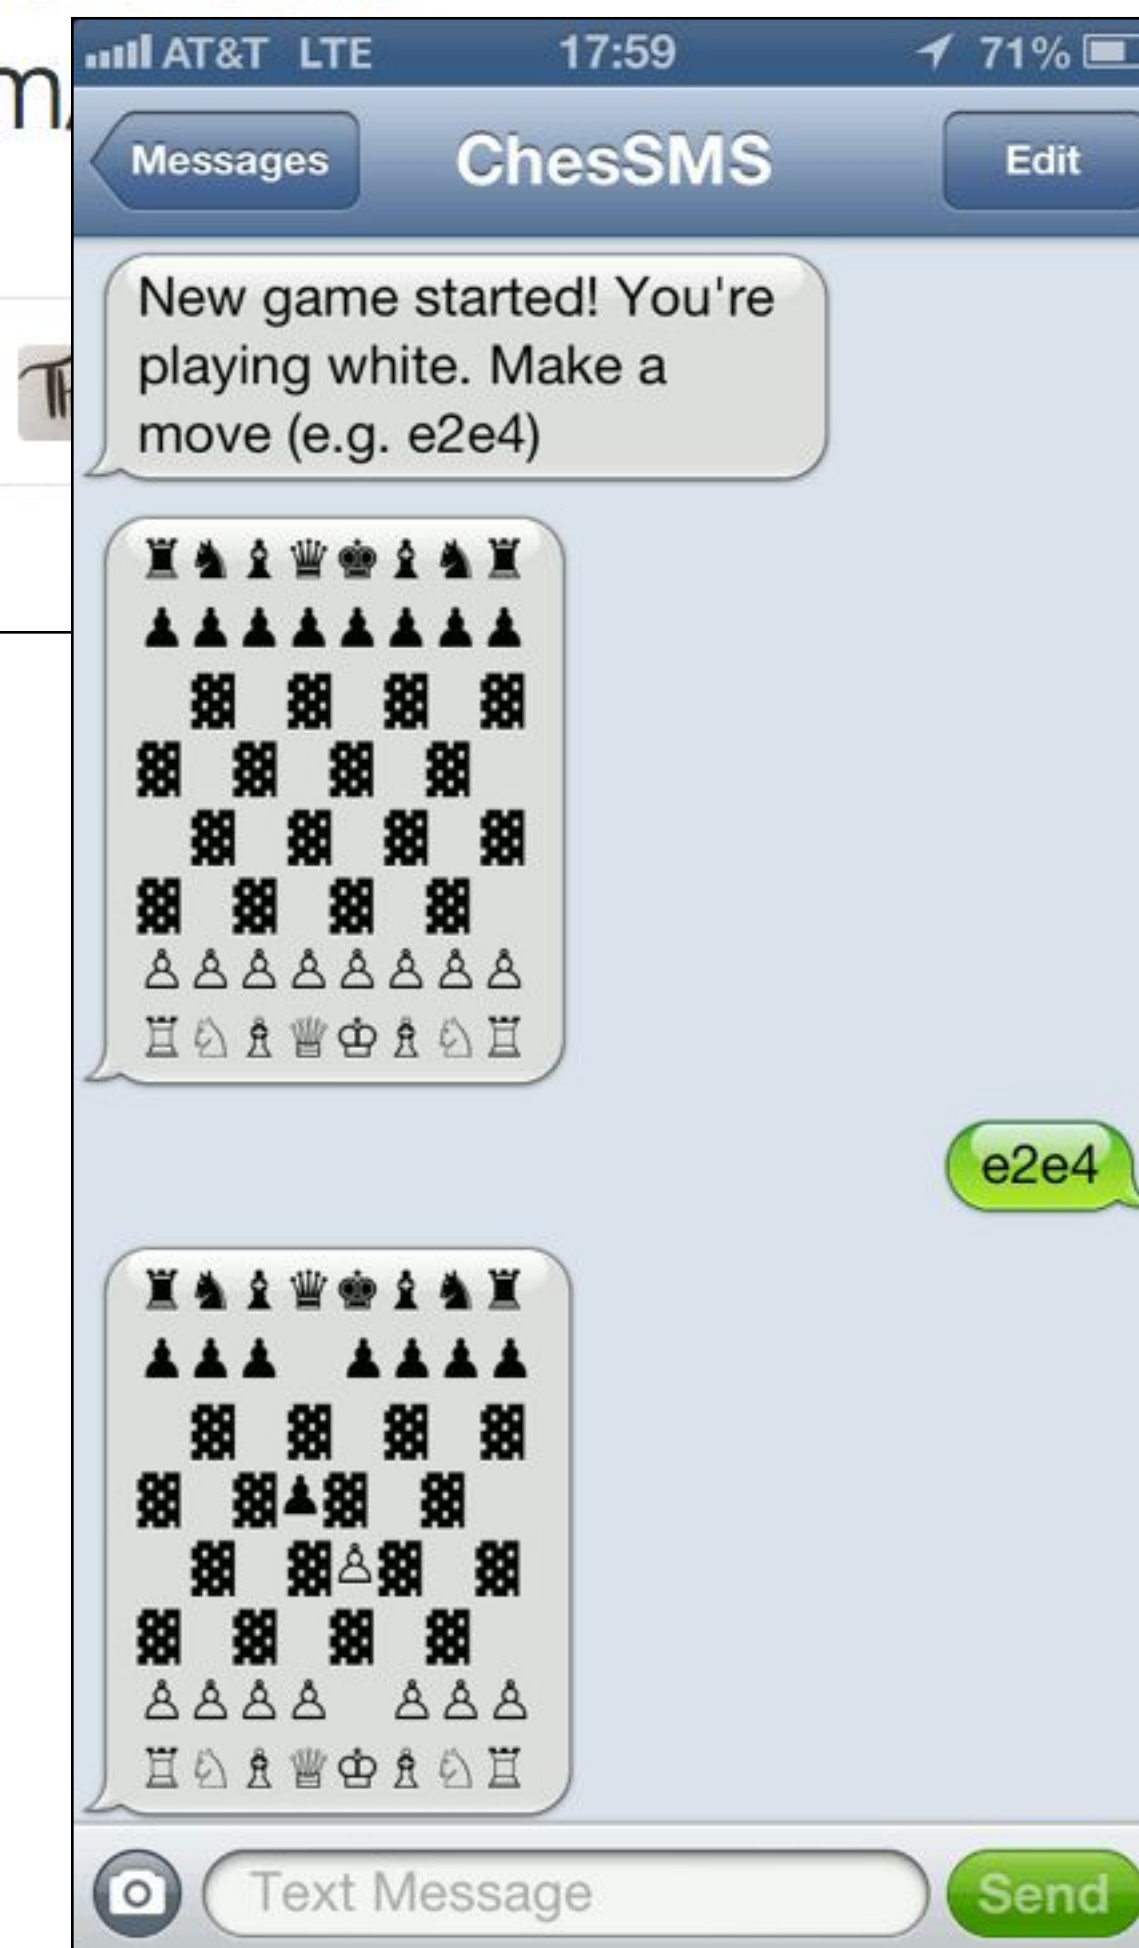 m
AT&T LTE 17:59 71%
Messages ChesSMS Edit
New game started! You're
playing white. Make a
move (e.g. e2e4)
♜♞♝♛♚♝♞♜
♟♟♟♟♟♟♟♟
▓ ▓ ▓ ▓
▓ ▓ ▓ ▓
▓ ▓ ▓ ▓
▓ ▓ ▓ ▓
♙♙♙♙♙♙♙♙
♖♘♗♕♔♗♘♖
e2e4
♜♞♝♛♚♝♞♜
♟♟♟ ♟♟♟♟
▓ ▓ ▓ ▓
▓ ▓♟▓ ▓
▓ ▓♙▓ ▓
▓ ▓ ▓ ▓
♙♙♙♙ ♙♙♙
♖♘♗♕♔♗♘♖
Text Message Send